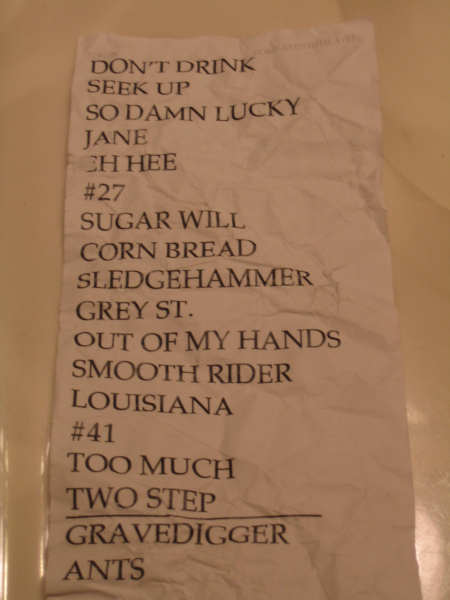 DON'T DRINK
SEEK UP
SO DAMN LUCKY
JANE
EH HEE
#27
SUGAR WILL
CORN BREAD
SLEDGEHAMMER
GREY ST.
OUT OF MY HANDS
SMOOTH RIDER
LOUISIANA
#41
TOO MUCH
TWO STEP
GRAVEDIGGER
ANTS